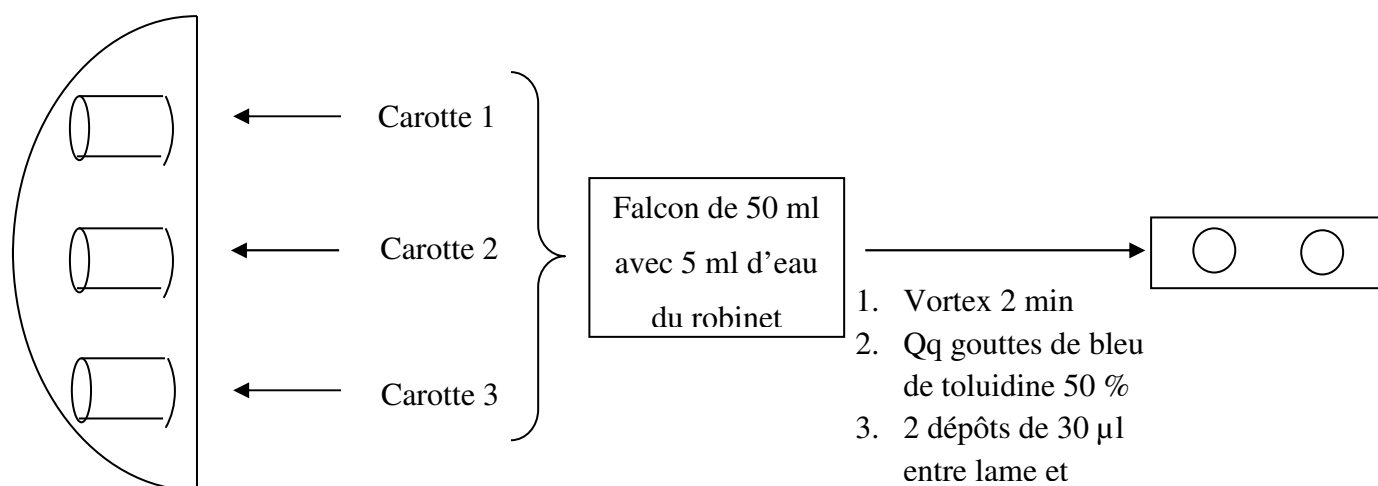 Carotte 1
Carotte 2
Carotte 3
Falcon de 50 ml
avec 5 ml d’eau
du robinet
1. Vortex 2 min
2. Qq gouttes de bleu
de toluidine 50 %
3. 2 dépôts de 30 µl
entre lame et